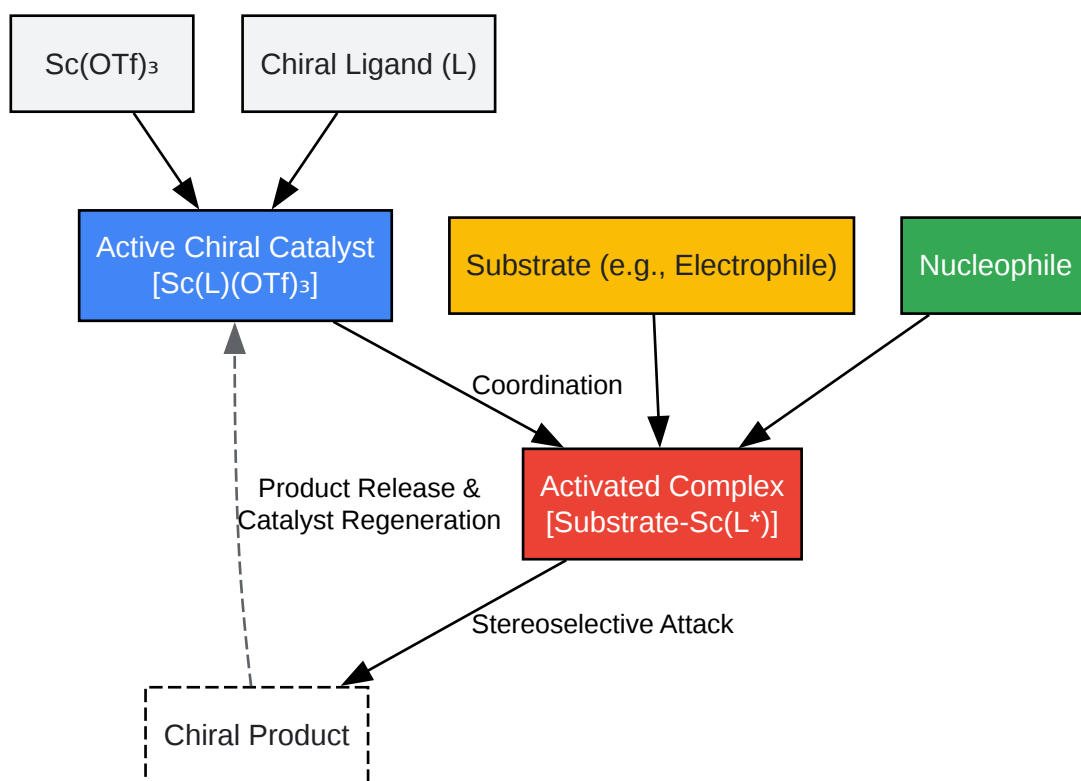 Sc(OTf)₃
Chiral Ligand (L)
Active Chiral Catalyst
[Sc(L)(OTf)₃]
Substrate (e.g., Electrophile)
Nucleophile
Coordination
Activated Complex
[Substrate-Sc(L*)]
Product Release &
Catalyst Regeneration
Stereoselective Attack
Chiral Product